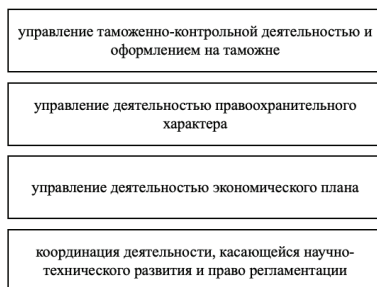 управление таможенно-контрольной деятельностью и
оформлением на таможне
управление деятельностью правоохранительного
характера
управление деятельностью экономического плана
координация деятельности, касающейся научно-
технического развития и право регламентации